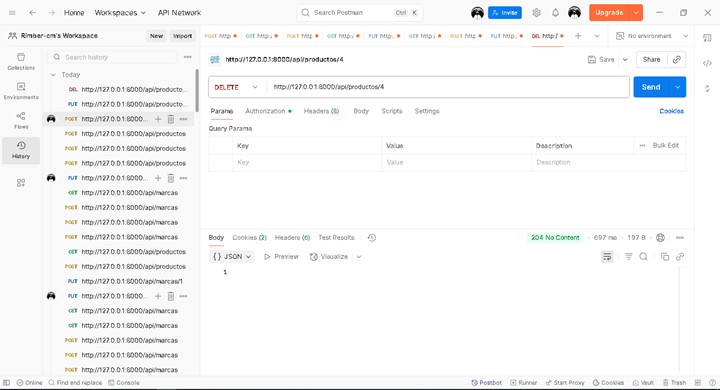 Home Workspaces API Network Search Postman Ctrl K Invite Upgrade
Rimber-cm's Workspace New Import
POST http GET http: POST http: GET http: PUT http: GET http: POST http: DEL http:/ No environment
Collections
Environments
Flows
History
Search history
Today
DEL http://127.0.0.1:8000/api/producto...
PUT http://127.0.0.1:8000/api/producto...
POST http://127.0.0.1:8000...
POST http://127.0.0.1:8000/api/productos
POST http://127.0.0.1:8000/api/productos
POST http://127.0.0.1:8000/api/productos
PUT http://127.0.0.1:8000...
GET http://127.0.0.1:8000/api/marcas
POST http://127.0.0.1:8000/api/marcas
POST http://127.0.0.1:8000/api/marcas
POST http://127.0.0.1:8000/api/marcas
GET http://127.0.0.1:8000/api/productos
POST http://127.0.0.1:8000/api/productos
PUT http://127.0.0.1:8000/api/marcas/1
PUT http://127.0.0.1:8000...
GET http://127.0.0.1:8000/api/marcas
GET http://127.0.0.1:8000/api/marcas
POST http://127.0.0.1:8000/api/marcas
POST http://127.0.0.1:8000/api/marcas
POST http://127.0.0.1:8000/api/marcas
http://127.0.0.1:8000/api/productos/4 Save Share
DELETE http://127.0.0.1:8000/api/productos/4 Send
Params Authorization Headers (8) Body Scripts Settings Cookies
Query Params
Key Value Description Bulk Edit
Key Value Description
Body Cookies (2) Headers (6) Test Results 204 No Content 697 ms 197 B
{} JSON Preview Visualize
1
Online Find and replace Console Postbot Runner Start Proxy Cookies Vault Trash